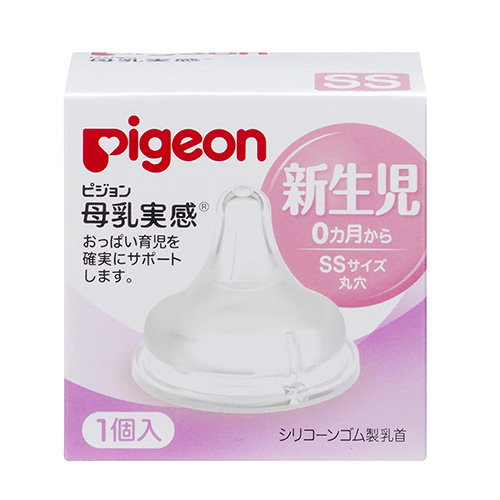 SS
pigeon
ピジョン
母乳実感®
おっぱい育児を
確実にサポート
します。
新生児
0カ月から
SSサイズ
丸穴
1個入
シリコーンゴム製乳首